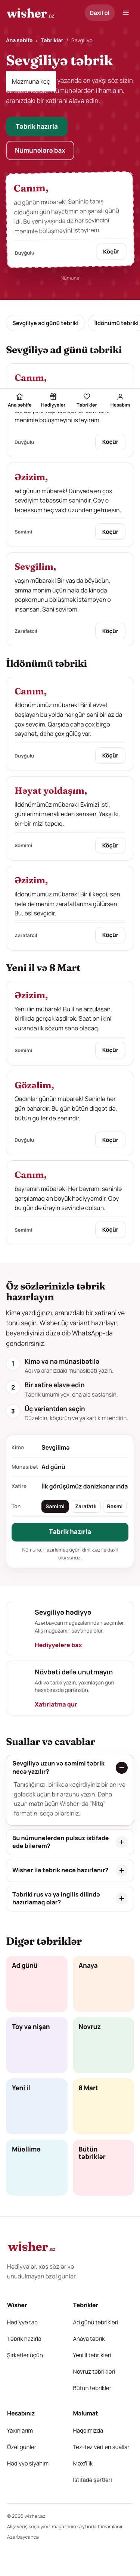 wisher.az
Daxil ol
Ana səhifə / Təbriklər / Sevgiliyə
Sevgiliyə təbrik
Məzmuna keç
yazanda ən yaxşı söz sizin
aranızdakı bir xatirəni əlavə edin.
Təbrik hazırla
Nümunələrə bax
Canım,
ad günün mübarək! Səninlə tanış
olduğum gün həyatımın ən şanslı günü
idi. Bu yeni yaşında da hər sevincini
mənimlə bölüşməyini istəyirəm.
Duyğulu
Köçür
Nümunə
Sevgiliyə ad günü təbriki
İldönümü təbriki
Sevgiliyə ad günü təbriki
Canım,
Ana səhifə
Hədiyyələr
Təbriklər
Hesabım
mənimlə bölüşməyini istəyirəm.
Duyğulu
Köçür
Əzizim,
ad günün mübarək! Dünyada ən çox
sevdiyim təbəssüm sənindir. Qoy o
təbəssüm heç vaxt üzündən getməsin.
Səmimi
Köçür
Sevgilim,
yaşın mübarək! Bir yaş da böyüdün,
amma mənim üçün hələ də kinoda
popkornunu bölüşmək istəməyən o
insansan. Səni sevirəm.
Zarafatcıl
Köçür
İldönümü təbriki
Canım,
ildönümümüz mübarək! Bir il əvvəl
başlayan bu yolda hər gün səni bir az da
çox sevdim. Qarşıda daha çox birgə
səyahət, daha çox gülüş var.
Duyğulu
Köçür
Həyat yoldaşım,
ildönümümüz mübarək! Evimizi isti,
günlərimi mənalı edən sənsən. Yaxşı ki,
bir-birimizi tapdıq.
Səmimi
Köçür
Əzizim,
ildönümümüz mübarək! Bir il keçdi, sən
hələ də mənim zarafatlarıma gülürsən.
Bu, əsl sevgidir.
Zarafatcıl
Köçür
Yeni il və 8 Mart
Əzizim,
Yeni ilin mübarək! Bu il nə arzulasan,
birlikdə gerçəkləşdirək. Saat on ikini
vuranda ilk sözüm sənə olacaq.
Səmimi
Köçür
Gözəlim,
Qadınlar günün mübarək! Səninlə hər
gün bahardır. Bu gün bütün diqqət də,
bütün güllər də sənindir.
Duyğulu
Köçür
Canım,
bayramın mübarək! Hər bayramı səninlə
qarşılamaq ən böyük hədiyyəmdir. Qoy
bu gün də ürəyin sevinclə dolsun.
Səmimi
Köçür
Öz sözlərinizlə təbrik
hazırlayın
Kimə yazdığınızı, aranızdakı bir xatirəni və
tonu seçin. Wisher üç variant hazırlayır,
bəyəndiyinizi düzəldib WhatsApp-da
göndərirsiniz.
1 Kimə və nə münasibətlə
Adı və aranızdakı münasibəti yazın.
2 Bir xatirə əlavə edin
Təbrik ümumi yox, ona aid səslənsin.
3 Üç variantdan seçin
Düzəldin, köçürün və ya kart kimi endirin.
Kimə Sevgilimə
Münasibət Ad günü
Xatirə İlk görüşümüz dənizkənarında
Ton Səmimi Zarafatlı Rəsmi
Təbrik hazırla
Nümunə. Hazırlamaq üçün kimlik.az ilə daxil
olursunuz.
Sevgiliyə hədiyyə
Azərbaycan mağazalarından seçimlər.
Alış mağazanın öz saytında olur.
Hədiyyələrə bax
Növbəti dəfə unutmayın
Adı və tarixi yazın, yaxınlaşan gün
hesabınızda görünsün.
Xatırlatma qur
Suallar və cavablar
Sevgiliyə uzun və səmimi təbrik
necə yazılır?
Tanışlığınızı, birlikdə keçirdiyiniz bir anı və
gələcək üçün bir arzunu yazın. Daha
uzun mətn üçün Wisher-də "Nitq"
formatını seçə bilərsiniz.
Bu nümunələrdən pulsuz istifadə
edə bilərəm?
Wisher ilə təbrik necə hazırlanır?
Təbriki rus və ya ingilis dilində
hazırlamaq olar?
Digər təbriklər
Ad günü
Anaya
Toy və nişan
Novruz
Yeni il
8 Mart
Müəllimə
Bütün
təbriklər
wisher.az
Hədiyyələr, xoş sözlər və
unudulmayan özəl günlər.
Wisher
Təbriklər
Hədiyyə tap
Ad günü təbrikləri
Təbrik hazırla
Anaya təbrik
Şirkətlər üçün
Yeni il təbrikləri
Novruz təbrikləri
Bütün təbriklər
Hesabınız
Məlumat
Yaxınlarım
Haqqımızda
Özəl günlər
Tez-tez verilən suallar
Hədiyyə siyahım
Məxfilik
İstifadə şərtləri
© 2026 wisher.az
Alış-veriş seçdiyiniz mağazanın saytında tamamlanır.
Azərbaycanca